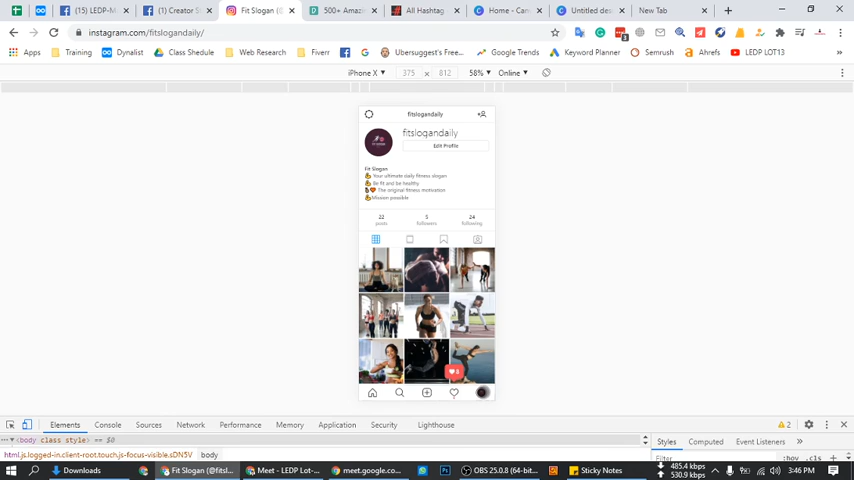 (15) LEDP-M
(1) Creator S
Fit Slogan (@
500+ Amaz
All Hashtag
Home - Can
Untitled des
New Tab
instagram.com/fitslogandaily/
Apps
Training
Dynalist
Class Shedule
Web Research
Fiverr
Ubersuggest's Free...
Google Trends
Keyword Planner
Semrush
Ahrefs
LEDP LOT13
iPhone X
375
×
812
58%
Online
fitslogandaily
fitslogandaily
Edit Profile
Fit Slogan
Your ultimate daily fitness slogan
Be fit and be healthy
The original fitness motivation
Mission possible
22
posts
5
followers
24
following
Elements
Console
Sources
Network
Performance
Memory
Application
Security
Lighthouse
2
<body class style> == $0
html.js.logged-in.client-root.touch.js-focus-visible.sDN5V
body
Styles
Computed
Event Listeners
Filter
:hov
.cls
Downloads
Fit Slogan (@fitsl...
Meet - LEDP Lot-...
meet.google.co...
OBS 25.0.8 (64-bit...
Sticky Notes
485.4 kbps
530.9 kbps
3:46 PM